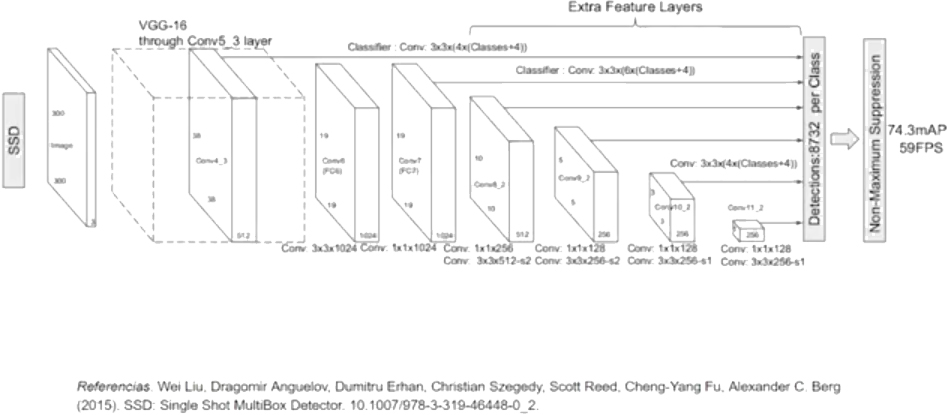 Extra Feature Layers
VGG-16
through Conv5_3 layer
Classifier : Conv: 3x3x(4x(Classes+4))
Classifier : Conv: 3x3x(6x(Classes+4))
SSD
300
Image
300
3
38
Conv4_3
38
512
19
Conv6
(FC6)
19
1024
19
Conv7
(FC7)
19
1024
10
Conv8_2
10
512
5
Conv9_2
5
256
Conv: 3x3x(4x(Classes+4))
3
Conv10_2
3
256
Conv11_2
256
Conv: 3x3x1024
Conv: 1x1x1024
Conv: 1x1x256
Conv: 3x3x512-s2
Conv: 1x1x128
Conv: 3x3x256-s2
Conv: 1x1x128
Conv: 3x3x256-s1
Conv: 1x1x128
Conv: 3x3x256-s1
Detections:8732 per Class
Non-Maximum Suppression
74.3mAP
59FPS
Referencias. Wei Liu, Dragomir Anguelov, Dumitru Erhan, Christian Szegedy, Scott Reed, Cheng-Yang Fu, Alexander C. Berg
(2015). SSD: Single Shot MultiBox Detector. 10.1007/978-3-319-46448-0_2.